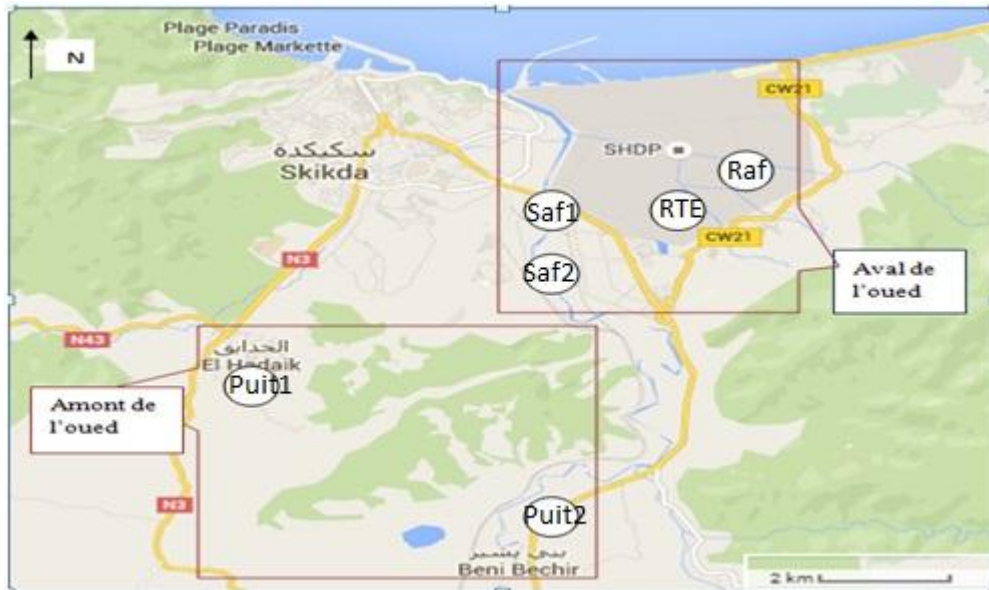 Plage Paradis
Plage Markette
N
CW21
سكيكدة
Skikda
SHDP
Raf
Saf1
RTE
CW21
N3
Saf2
Aval de
l'oued
N43
الحدايق
El Hadaik
Puit1
Amont de
l'oued
N3
Puit2
بني بشير
Beni Bechir
2 km